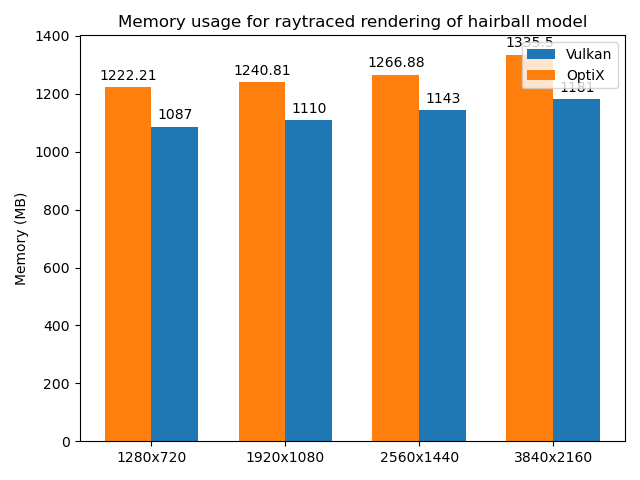 Memory usage for raytraced rendering of hairball model
1400
1200
1000
800
600
400
200
0
Memory (MB)
1222.21
1087
1240.81
1110
1266.88
1143
1335.5
1181
Vulkan
OptiX
1280x720
1920x1080
2560x1440
3840x2160